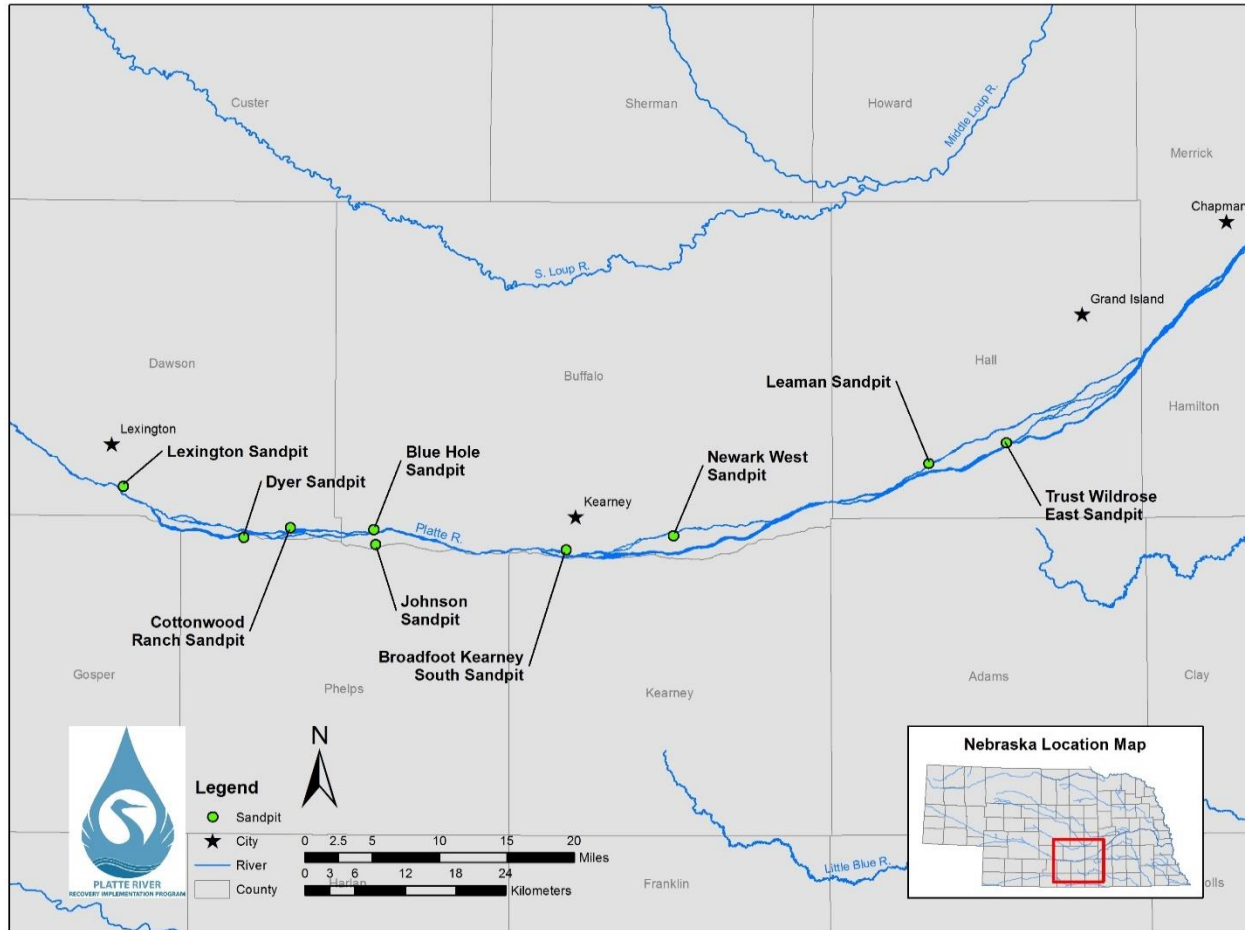 Custer
Sherman
Howard
Middle Loup R.
Merrick
Chapman
S. Loup R.
Grand Island
Dawson
Buffalo
Hall
Hamilton
Leaman Sandpit
Lexington
Lexington Sandpit
Blue Hole
Sandpit
Dyer Sandpit
Newark West
Sandpit
Kearney
Platte R.
Trust Wildrose
East Sandpit
Cottonwood
Ranch Sandpit
Johnson
Sandpit
Broadfoot Kearney
South Sandpit
Gosper
Phelps
Kearney
Adams
Clay
N
Nebraska Location Map
Legend
Sandpit
City
River
County
0 2.5 5 10 15 20
Miles
0 3 6 12 18 24
Kilometers
Harlan
Franklin
Little Blue R.
PLATTE RIVER
RECOVERY IMPLEMENTATION PROGRAM